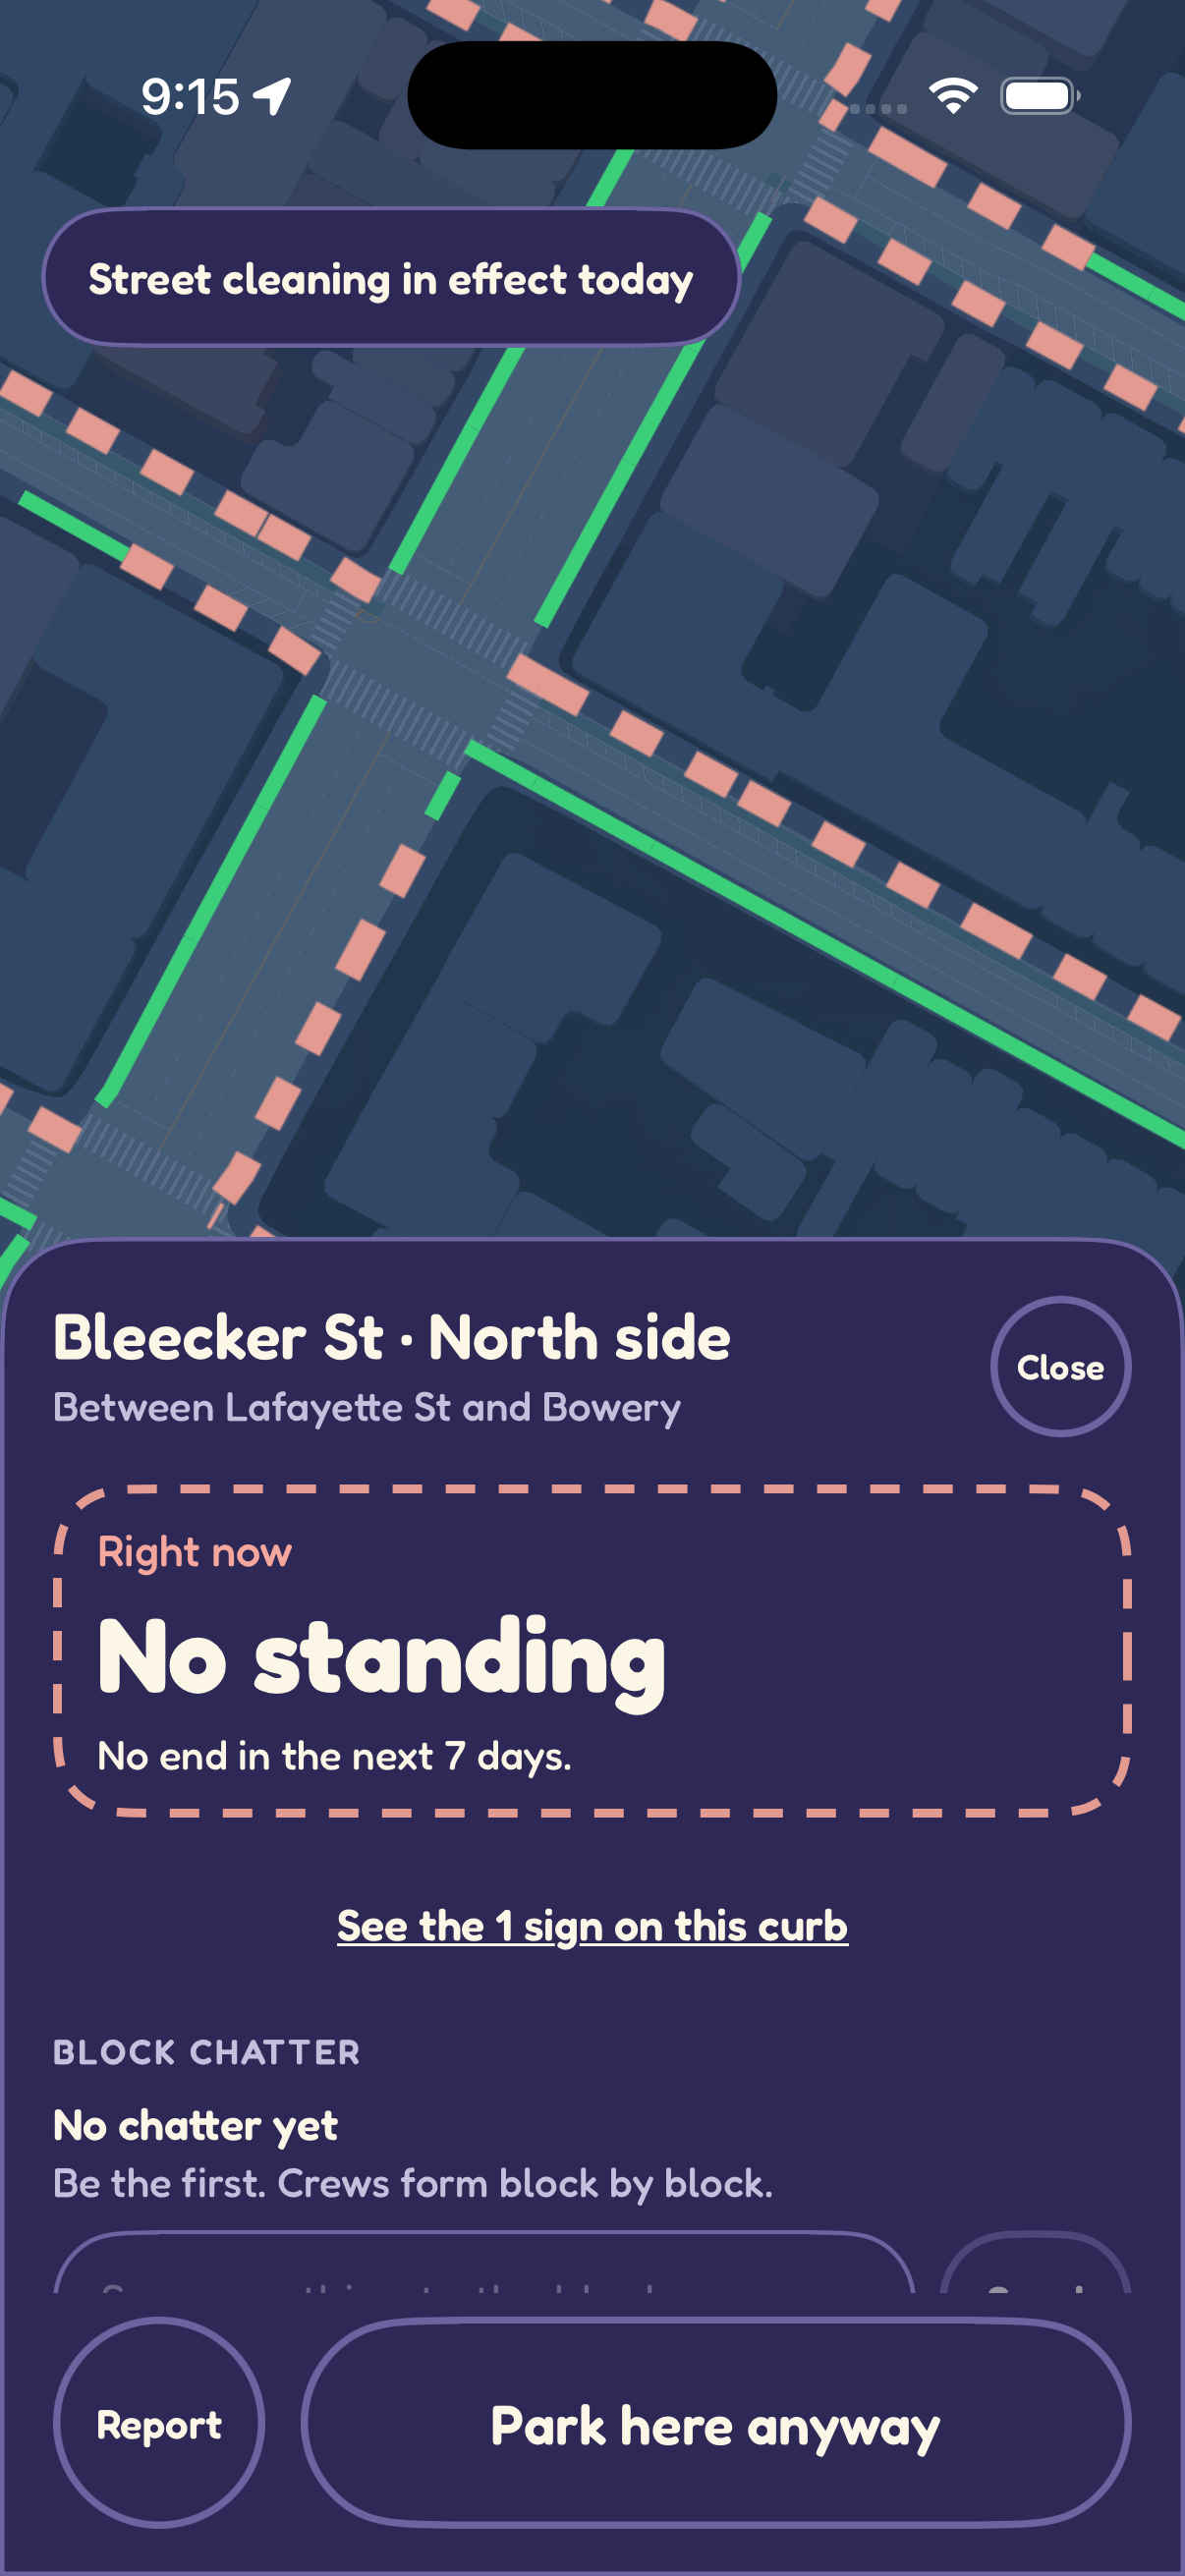 9:15
Street cleaning in effect today
Bleecker St · North side
Between Lafayette St and Bowery
Close
Right now
No standing
No end in the next 7 days.
See the 1 sign on this curb
BLOCK CHATTER
No chatter yet
Be the first. Crews form block by block.
Report
Park here anyway